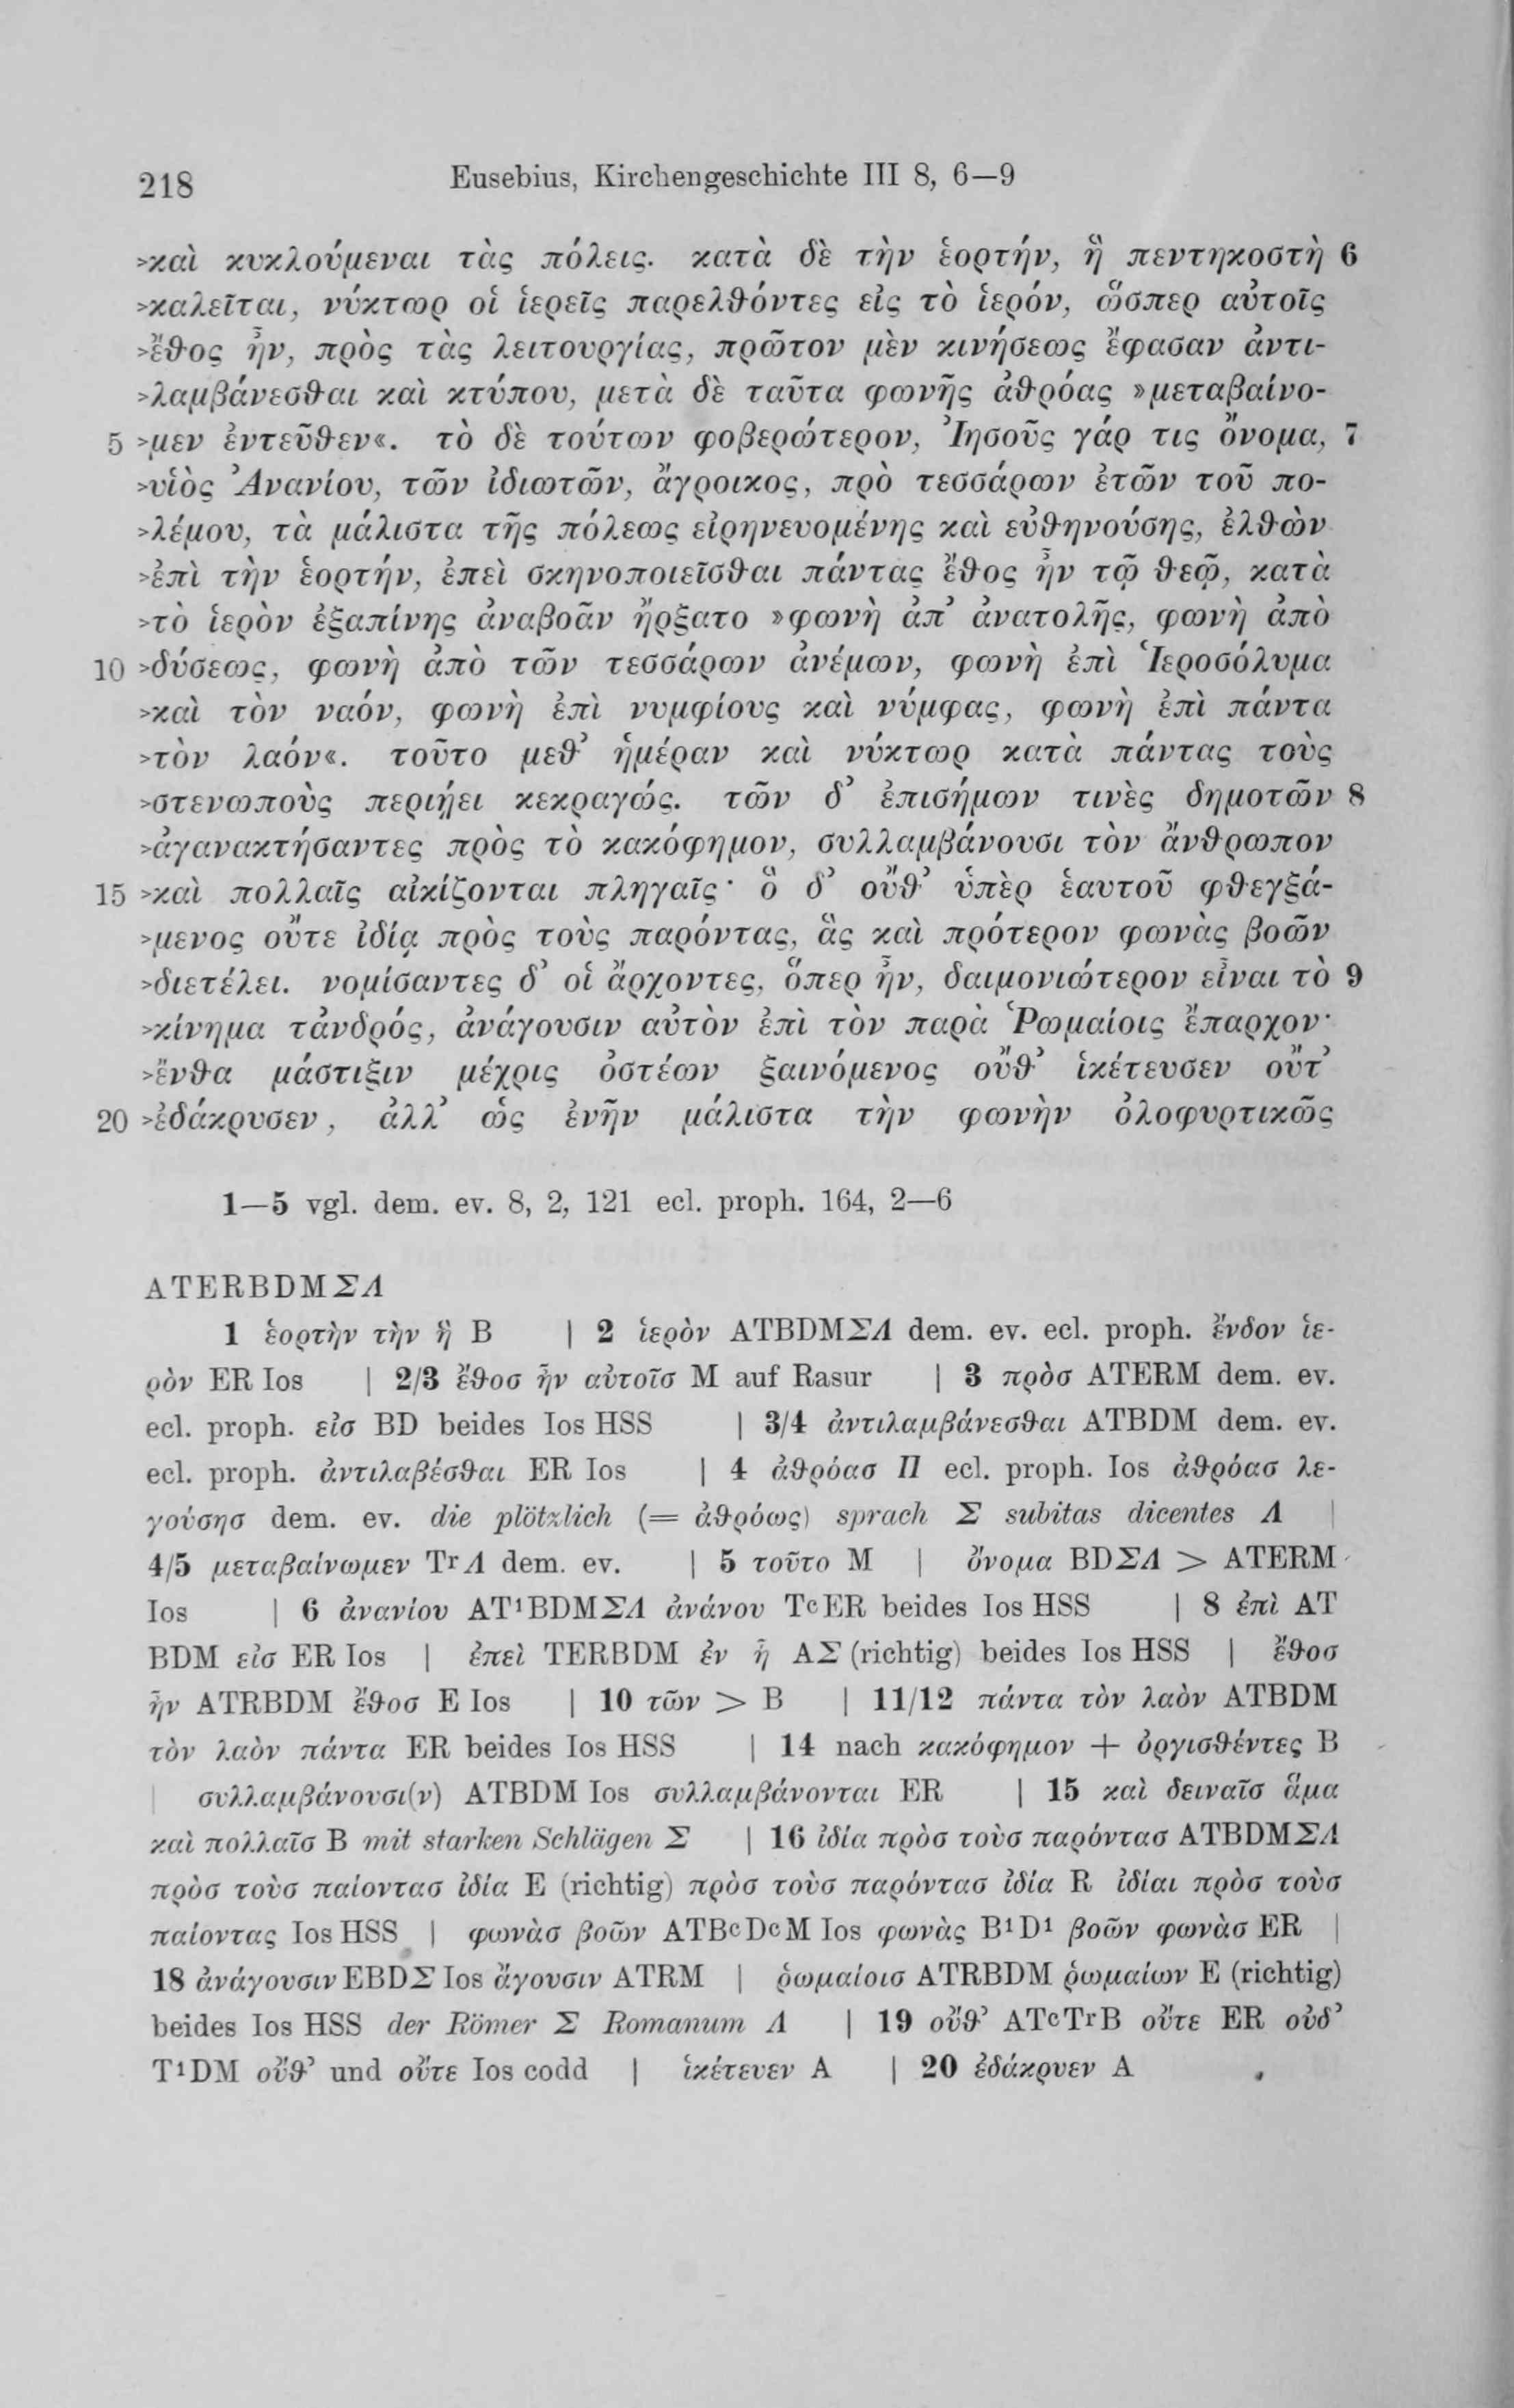 218 Eusebius, Kirchengeschichte III 8, 6—9
>καὶ κυκλούμεναι τὰς πόλεις. κατὰ δὲ τὴν ἑορτήν, ἣ πεντηκοστὴ 6
>καλεῖται, νύκτωρ οἱ ἱερεῖς παρελθόντες εἰς τὸ ἱερόν, ὥσπερ αὐτοῖς
>ἔθος ἦν, πρὸς τὰς λειτουργίας, πρῶτον μὲν κινήσεως ἔφασαν ἀντι-
>λαμβάνεσθαι καὶ κτύπου, μετὰ δὲ ταῦτα φωνῆς ἀθρόας »μεταβαίνο-
5 >μεν ἐντεῦθεν«. τὸ δὲ τούτων φοβερώτερον, Ἰησοῦς γάρ τις ὄνομα, 7
>υἱὸς Ἀνανίου, τῶν ἰδιωτῶν, ἄγροικος, πρὸ τεσσάρων ἐτῶν τοῦ πο-
>λέμου, τὰ μάλιστα τῆς πόλεως εἰρηνευομένης καὶ εὐθηνούσης, ἐλθὼν
>ἐπὶ τὴν ἑορτήν, ἐπεὶ σκηνοποιεῖσθαι πάντας ἔθος ἦν τῷ θεῷ, κατὰ
>τὸ ἱερὸν ἐξαπίνης ἀναβοᾶν ἤρξατο »φωνὴ ἀπ’ ἀνατολῆς, φωνὴ ἀπὸ
10 >δύσεως, φωνὴ ἀπὸ τῶν τεσσάρων ἀνέμων, φωνὴ ἐπὶ Ἱεροσόλυμα
>καὶ τὸν ναόν, φωνὴ ἐπὶ νυμφίους καὶ νύμφας, φωνὴ ἐπὶ πάντα
>τὸν λαόν«. τοῦτο μεθ’ ἡμέραν καὶ νύκτωρ κατὰ πάντας τοὺς
>στενωποὺς περιῄει κεκραγώς. τῶν δ’ ἐπισήμων τινὲς δημοτῶν 8
>ἀγανακτήσαντες πρὸς τὸ κακόφημον, συλλαμβάνουσι τὸν ἄνθρωπον
15 >καὶ πολλαῖς αἰκίζονται πληγαῖς· ὃ δ’ οὔθ’ ὑπὲρ ἑαυτοῦ φθεγξά-
>μενος οὔτε ἰδίᾳ πρὸς τοὺς παρόντας, ἃς καὶ πρότερον φωνὰς βοῶν
>διετέλει. νομίσαντες δ’ οἱ ἄρχοντες, ὅπερ ἦν, δαιμονιώτερον εἶναι τὸ 9
>κίνημα τἀνδρός, ἀνάγουσιν αὐτὸν ἐπὶ τὸν παρὰ Ῥωμαίοις ἔπαρχον·
>ἔνθα μάστιξιν μέχρις ὀστέων ξαινόμενος οὔθ’ ἱκέτευσεν οὔτ’
20 >ἐδάκρυσεν, ἀλλ’ ὡς ἐνῆν μάλιστα τὴν φωνὴν ὀλοφυρτικῶς
1—5 vgl. dem. ev. 8, 2, 121 ecl. proph. 164, 2—6
ATERBDMΣΛ
1 ἑορτὴν τὴν ἣ B | 2 ἱερὸν ATBDMΣΛ dem. ev. ecl. proph. ἔνδον ἱε-
ρὸν ER Ios | 2/3 ἔθοσ ἦν αὐτοῖσ M auf Rasur | 3 πρὸσ ATERM dem. ev.
ecl. proph. εἰσ BD beides Ios HSS | 3/4 ἀντιλαμβάνεσθαι ATBDM dem. ev.
ecl. proph. ἀντιλαβέσθαι ER Ios | 4 ἀθρόασ Π ecl. proph. Ios ἀθρόασ λε-
γούσησ dem. ev. die plötzlich (= ἀθρόως) sprach Σ subitas dicentes Λ |
4/5 μεταβαίνωμεν Tʳ Λ dem. ev. | 5 τοῦτο M | ὄνομα BDΣΛ > ATERM
Ios | 6 ἀνανίου AT¹BDMΣΛ ἀνάνου TᶜER beides Ios HSS | 8 ἐπὶ AT
BDM εἰσ ER Ios | ἐπεὶ TERBDM ἐν ᾗ AΣ (richtig) beides Ios HSS | ἔθοσ
ἦν ATRBDM ἔθοσ E Ios | 10 τῶν > B | 11/12 πάντα τὸν λαὸν ATBDM
τὸν λαὸν πάντα ER beides Ios HSS | 14 nach κακόφημον + ὀργισθέντες B
| συλλαμβάνουσι(ν) ATBDM Ios συλλαμβάνονται ER | 15 καὶ δειναῖσ ἅμα
καὶ πολλαῖσ B mit starken Schlägen Σ | 16 ἰδία πρὸσ τοὺσ παρόντασ ATBDMΣΛ
πρὸσ τοὺσ παίοντασ ἰδία E (richtig) πρὸσ τοὺσ παρόντασ ἰδία R ἰδίαι πρὸσ τοὺσ
παίοντας Ios HSS | φωνὰσ βοῶν ATBᶜDᶜM Ios φωνὰς B¹D¹ βοῶν φωνὰσ ER |
18 ἀνάγουσιν EBDΣ Ios ἄγουσιν ATRM | ῥωμαίοισ ATRBDM ῥωμαίων E (richtig)
beides Ios HSS der Römer Σ Romanum Λ | 19 οὔθ’ ATᶜTʳB οὔτε ER οὐδ’
T¹DM οὔθ’ und οὔτε Ios codd | ἱκέτευεν A | 20 ἐδάκρυεν A